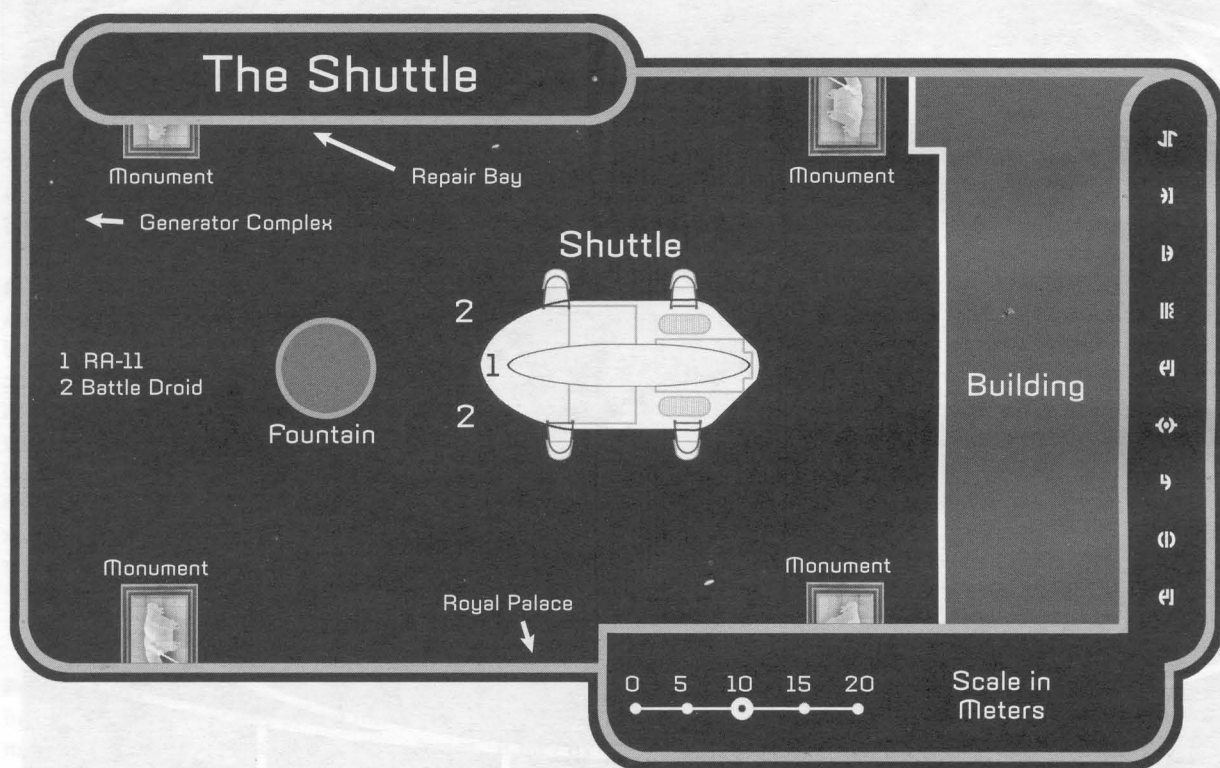 The Shuttle
Monument
Repair Bay
Monument
Generator Complex
Shuttle
2
1 RA-11
2 Battle Droid
1
2
Fountain
Building
Monument
Monument
Royal Palace
0 5 10 15 20
Scale in
Meters